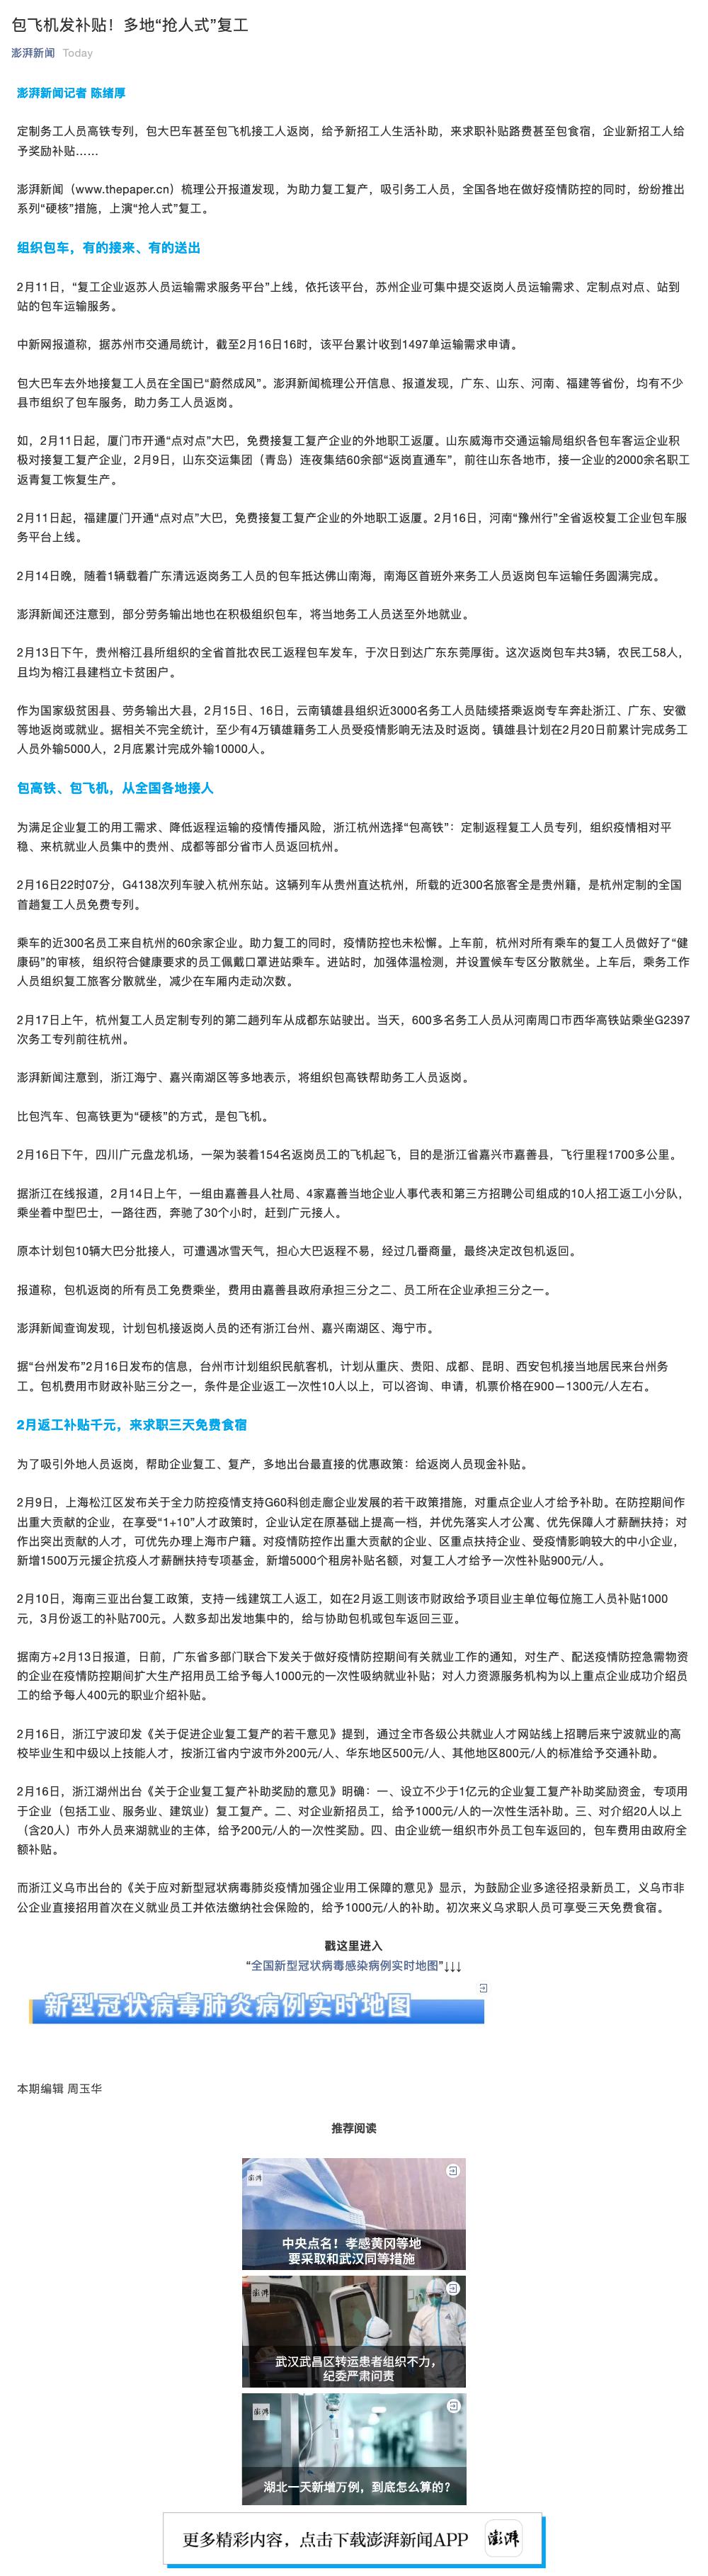 包飞机发补贴！多地“抢人式”复工
澎湃新闻 Today
澎湃新闻记者 陈绪厚
定制务工人员高铁专列，包大巴车甚至包飞机接工人返岗，给予新招工人生活补助，来求职补贴路费甚至包食宿，企业新招工人给
予奖励补贴……
澎湃新闻（www.thepaper.cn）梳理公开报道发现，为助力复工复产，吸引务工人员，全国各地在做好疫情防控的同时，纷纷推出
系列“硬核”措施，上演“抢人式”复工。
组织包车，有的接来、有的送出
2月11日，“复工企业返苏人员运输需求服务平台”上线，依托该平台，苏州企业可集中提交返岗人员运输需求、定制点对点、站到
站的包车运输服务。
中新网报道称，据苏州市交通局统计，截至2月16日16时，该平台累计收到1497单运输需求申请。
包大巴车去外地接复工人员在全国已“蔚然成风”。澎湃新闻梳理公开信息、报道发现，广东、山东、河南、福建等省份，均有不少
县市组织了包车服务，助力务工人员返岗。
如，2月11日起，厦门市开通“点对点”大巴，免费接复工复产企业的外地职工返厦。山东威海市交通运输局组织各包车客运企业积
极对接复工复产企业，2月9日，山东交运集团（青岛）连夜集结60余部“返岗直通车”，前往山东各地市，接一企业的2000余名职工
返青复工恢复生产。
2月11日起，福建厦门开通“点对点”大巴，免费接复工复产企业的外地职工返厦。2月16日，河南“豫州行”全省返校复工企业包车服
务平台上线。
2月14日晚，随着1辆载着广东清远返岗务工人员的包车抵达佛山南海，南海区首班外来务工人员返岗包车运输任务圆满完成。
澎湃新闻还注意到，部分劳务输出地也在积极组织包车，将当地务工人员送至外地就业。
2月13日下午，贵州榕江县所组织的全省首批农民工返程包车发车，于次日到达广东东莞厚街。这次返岗包车共3辆，农民工58人，
且均为榕江县建档立卡贫困户。
作为国家级贫困县、劳务输出大县，2月15日、16日，云南镇雄县组织近3000名务工人员陆续搭乘返岗专车奔赴浙江、广东、安徽
等地返岗或就业。据相关不完全统计，至少有4万镇雄籍务工人员受疫情影响无法及时返岗。镇雄县计划在2月20日前累计完成务工
人员外输5000人，2月底累计完成外输10000人。
包高铁、包飞机，从全国各地接人
为满足企业复工的用工需求、降低返程运输的疫情传播风险，浙江杭州选择“包高铁”：定制返程复工人员专列，组织疫情相对平
稳、来杭就业人员集中的贵州、成都等部分省市人员返回杭州。
2月16日22时07分，G4138次列车驶入杭州东站。这辆列车从贵州直达杭州，所载的近300名旅客全是贵州籍，是杭州定制的全国
首趟复工人员免费专列。
乘车的近300名员工来自杭州的60余家企业。助力复工的同时，疫情防控也未松懈。上车前，杭州对所有乘车的复工人员做好了“健
康码”的审核，组织符合健康要求的员工佩戴口罩进站乘车。进站时，加强体温检测，并设置候车专区分散就坐。上车后，乘务工作
人员组织复工旅客分散就坐，减少在车厢内走动次数。
2月17日上午，杭州复工人员定制专列的第二趟列车从成都东站驶出。当天，600多名务工人员从河南周口市西华高铁站乘坐G2397
次务工专列前往杭州。
澎湃新闻注意到，浙江海宁、嘉兴南湖区等多地表示，将组织包高铁帮助务工人员返岗。
比包汽车、包高铁更为“硬核”的方式，是包飞机。
2月16日下午，四川广元盘龙机场，一架为装着154名返岗员工的飞机起飞，目的是浙江省嘉兴市嘉善县，飞行里程1700多公里。
据浙江在线报道，2月14日上午，一组由嘉善县人社局、4家嘉善当地企业人事代表和第三方招聘公司组成的10人招工返工小分队，
乘坐着中型巴士，一路往西，奔驰了30个小时，赶到广元接人。
原本计划包10辆大巴分批接人，可遭遇冰雪天气，担心大巴返程不易，经过几番商量，最终决定改包机返回。
报道称，包机返岗的所有员工免费乘坐，费用由嘉善县政府承担三分之二、员工所在企业承担三分之一。
澎湃新闻查询发现，计划包机接返岗人员的还有浙江台州、嘉兴南湖区、海宁市。
据“台州发布”2月16日发布的信息，台州市计划组织民航客机，计划从重庆、贵阳、成都、昆明、西安包机接当地居民来台州务
工。包机费用市财政补贴三分之一，条件是企业返工一次性10人以上，可以咨询、申请，机票价格在900—1300元/人左右。
2月返工补贴千元，来求职三天免费食宿
为了吸引外地人员返岗，帮助企业复工、复产，多地出台最直接的优惠政策：给返岗人员现金补贴。
2月9日，上海松江区发布关于全力防控疫情支持G60科创走廊企业发展的若干政策措施，对重点企业人才给予补助。在防控期间作
出重大贡献的企业，在享受“1+10”人才政策时，企业认定在原基础上提高一档，并优先落实人才公寓、优先保障人才薪酬扶持；对
作出突出贡献的人才，可优先办理上海市户籍。对疫情防控作出重大贡献的企业、区重点扶持企业、受疫情影响较大的中小企业，
新增1500万元援企抗疫人才薪酬扶持专项基金，新增5000个租房补贴名额，对复工人才给予一次性补贴900元/人。
2月10日，海南三亚出台复工政策，支持一线建筑工人返工，如在2月返工则该市财政给予项目业主单位每位施工人员补贴1000
元，3月份返工的补贴700元。人数多却出发地集中的，给与协助包机或包车返回三亚。
据南方+2月13日报道，日前，广东省多部门联合下发关于做好疫情防控期间有关就业工作的通知，对生产、配送疫情防控急需物资
的企业在疫情防控期间扩大生产招用员工给予每人1000元的一次性吸纳就业补贴；对人力资源服务机构为以上重点企业成功介绍员
工的给予每人400元的职业介绍补贴。
2月16日，浙江宁波印发《关于促进企业复工复产的若干意见》提到，通过全市各级公共就业人才网站线上招聘后来宁波就业的高
校毕业生和中级以上技能人才，按浙江省内宁波市外200元/人、华东地区500元/人、其他地区800元/人的标准给予交通补助。
2月16日，浙江湖州出台《关于企业复工复产补助奖励的意见》明确：一、设立不少于1亿元的企业复工复产补助奖励资金，专项用
于企业（包括工业、服务业、建筑业）复工复产。二、对企业新招员工，给予1000元/人的一次性生活补助。三、对介绍20人以上
（含20人）市外人员来湖就业的主体，给予200元/人的一次性奖励。四、由企业统一组织市外员工包车返回的，包车费用由政府全
额补贴。
而浙江义乌市出台的《关于应对新型冠状病毒肺炎疫情加强企业用工保障的意见》显示，为鼓励企业多途径招录新员工，义乌市非
公企业直接招用首次在义就业员工并依法缴纳社会保险的，给予1000元/人的补助。初次来义乌求职人员可享受三天免费食宿。
戳这里进入
“全国新型冠状病毒感染病例实时地图”↓↓↓
新型冠状病毒肺炎病例实时地图
本期编辑 周玉华
推荐阅读
澎湃
中央点名！孝感黄冈等地
要采取和武汉同等措施
澎湃
武汉武昌区转运患者组织不力，
纪委严肃问责
澎湃
湖北一天新增万例，到底怎么算的？
更多精彩内容，点击下载澎湃新闻APP 澎湃